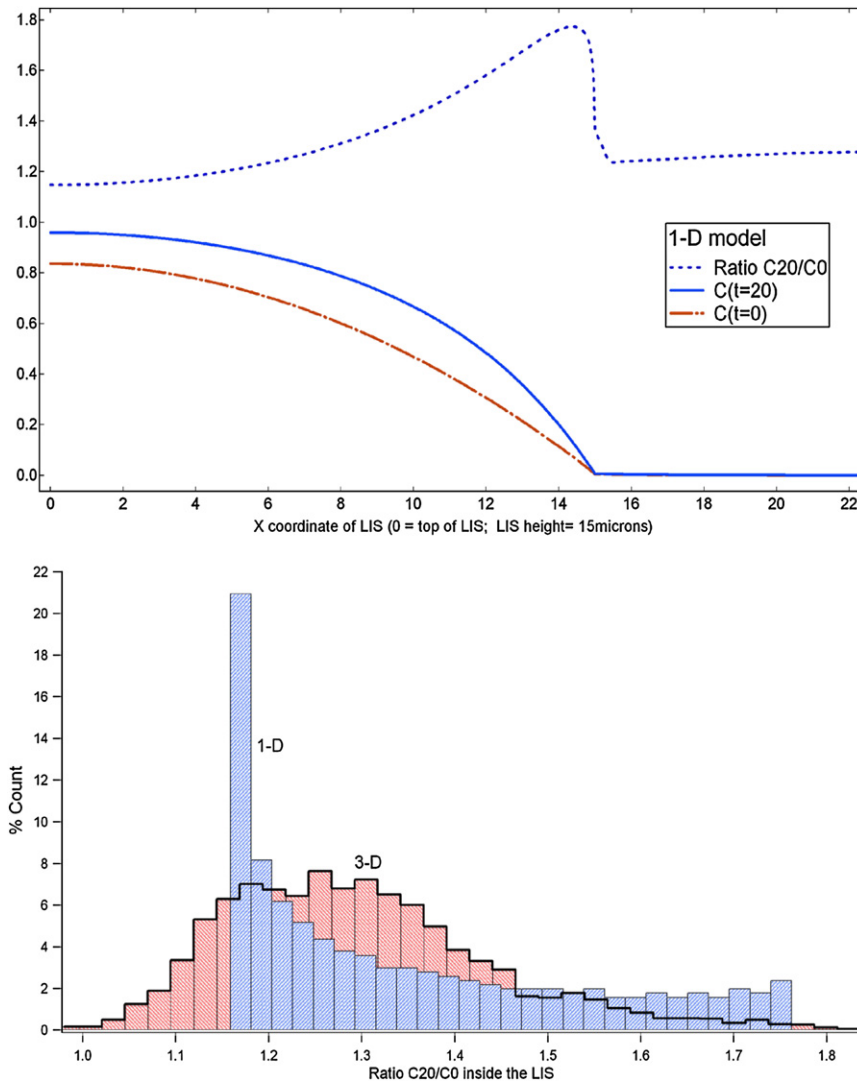 1.8
1.6
1.4
1.2
1.0
0.8
0.6
0.4
0.2
0.0
1-D model
Ratio C20/C0
C(t=20)
C(t=0)
0 2 4 6 8 10 12 14 16 18 20 22
X coordinate of LIS (0 = top of LIS; LIS height= 15microns)
22
20
18
16
14
12
10
8
6
4
2
0
% Count
1-D
3-D
1.0 1.1 1.2 1.3 1.4 1.5 1.6 1.7 1.8
Ratio C20/C0 inside the LIS